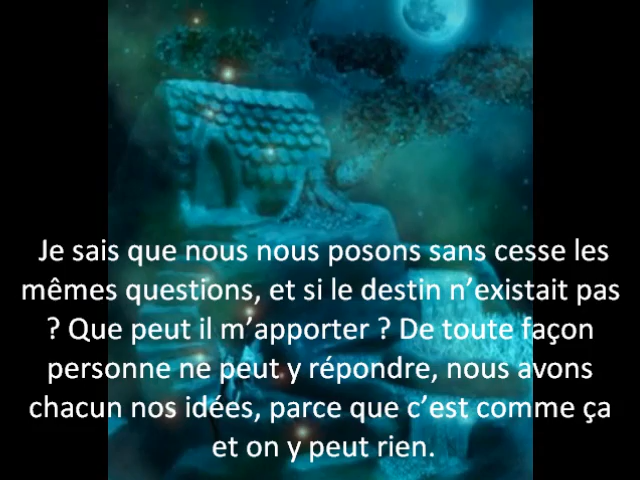 Je sais que nous nous posons sans cesse les
mêmes questions, et si le destin n’existait pas
? Que peut il m’apporter ? De toute façon
personne ne peut y répondre, nous avons
chacun nos idées, parce que c’est comme ça
et on y peut rien.